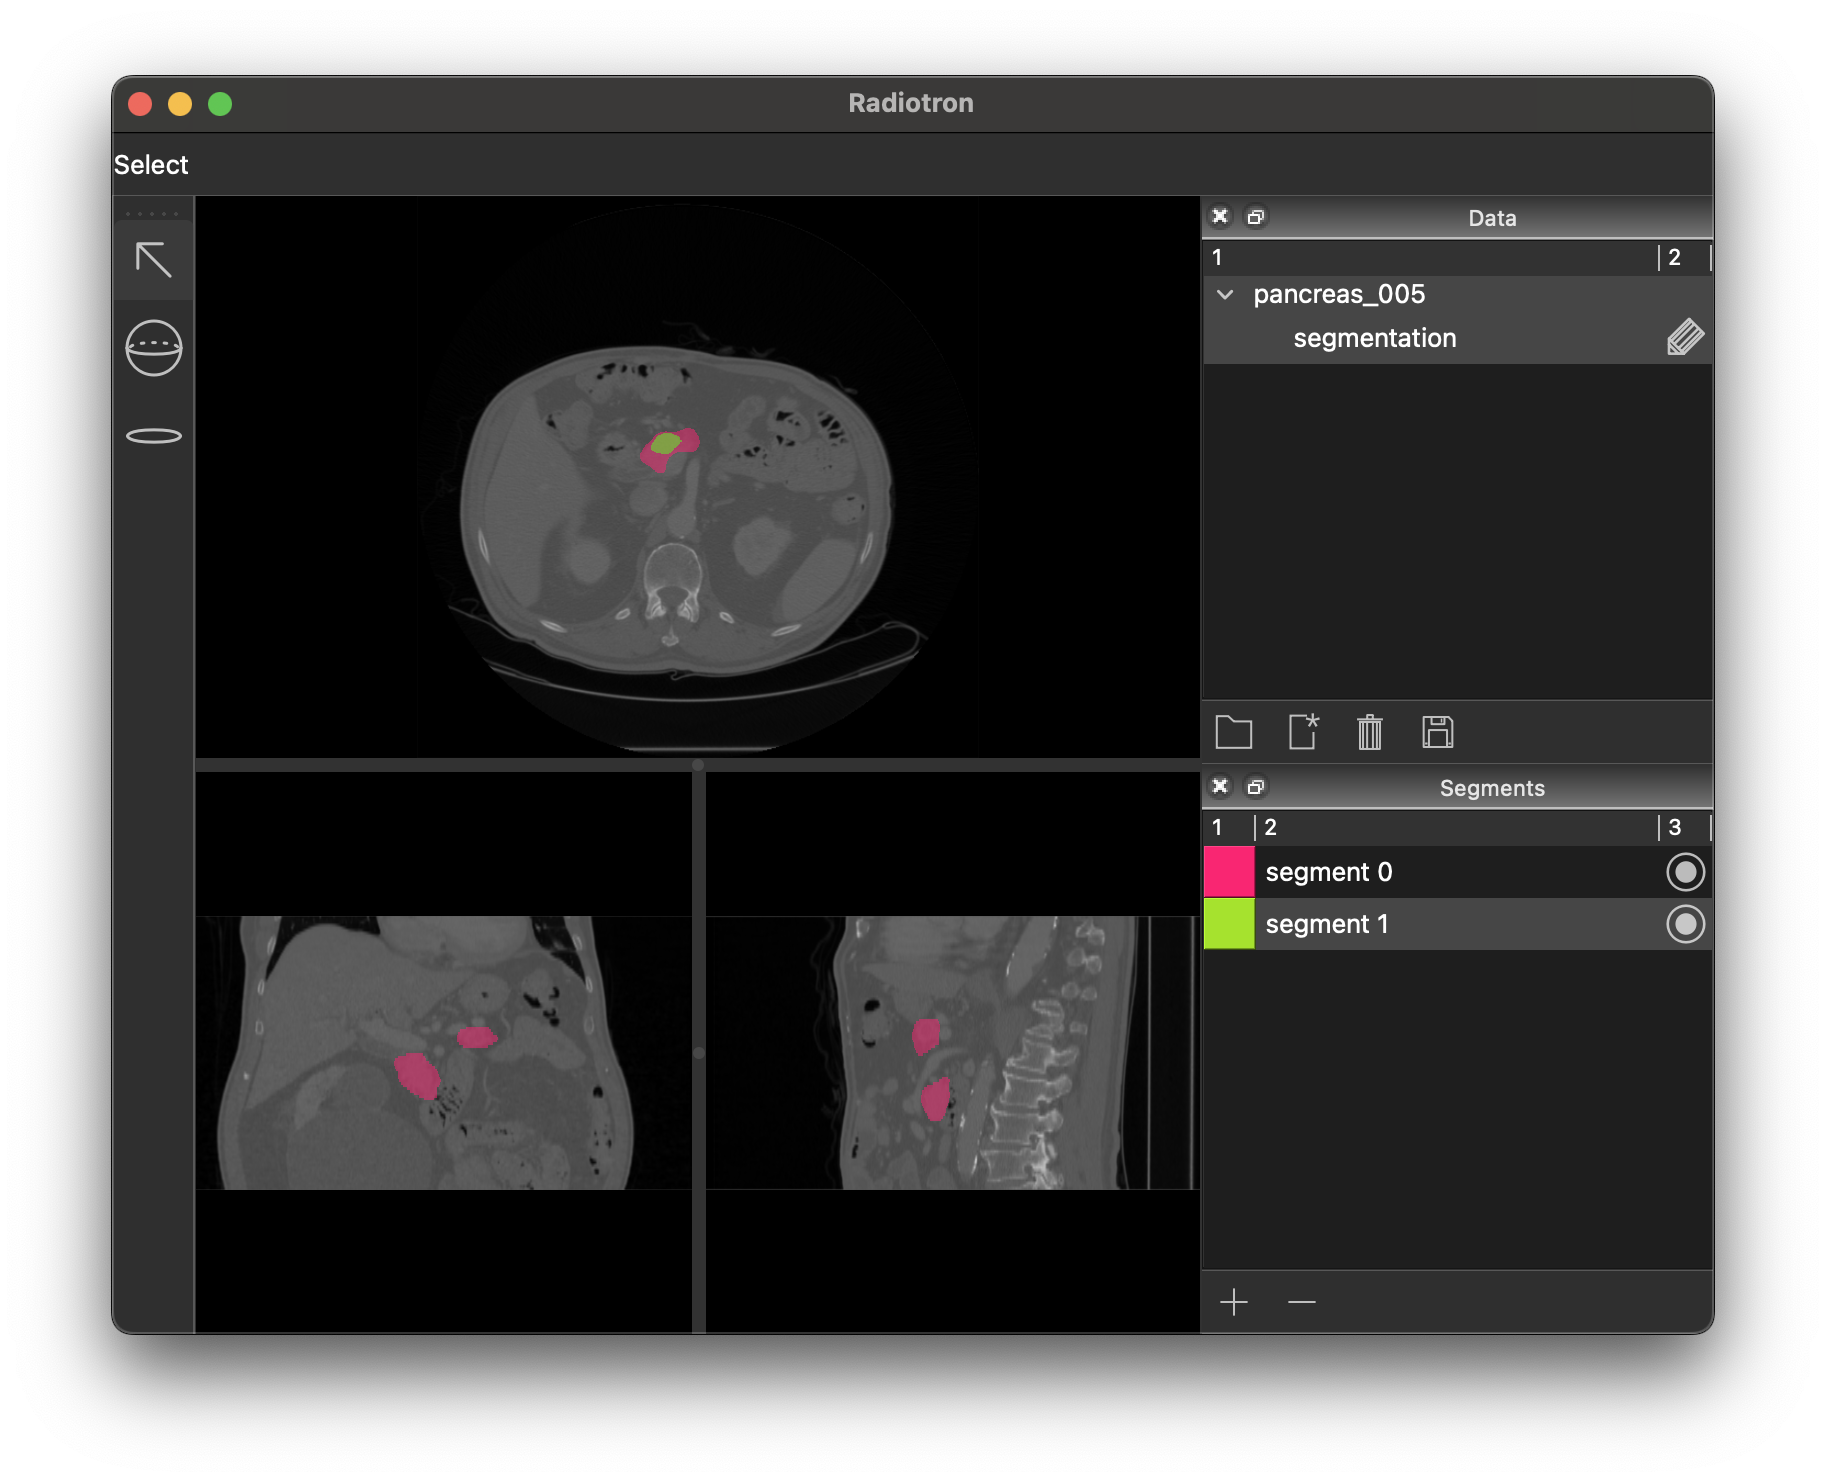 Radiotron
Select
Data
1 2
pancreas_005
segmentation
Segments
1 2 3
segment 0
segment 1